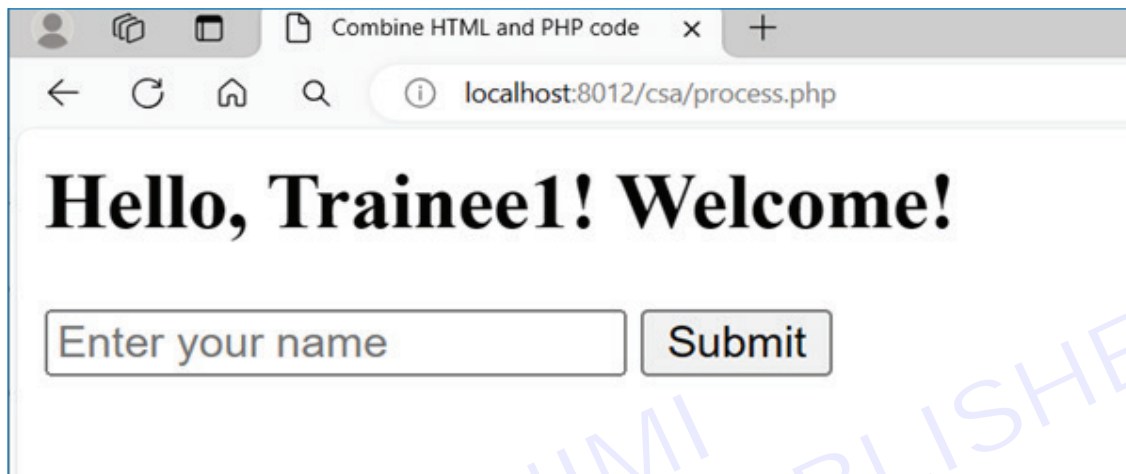 Combine HTML and PHP code
localhost:8012/csa/process.php
Hello, Trainee1! Welcome!
Enter your name Submit